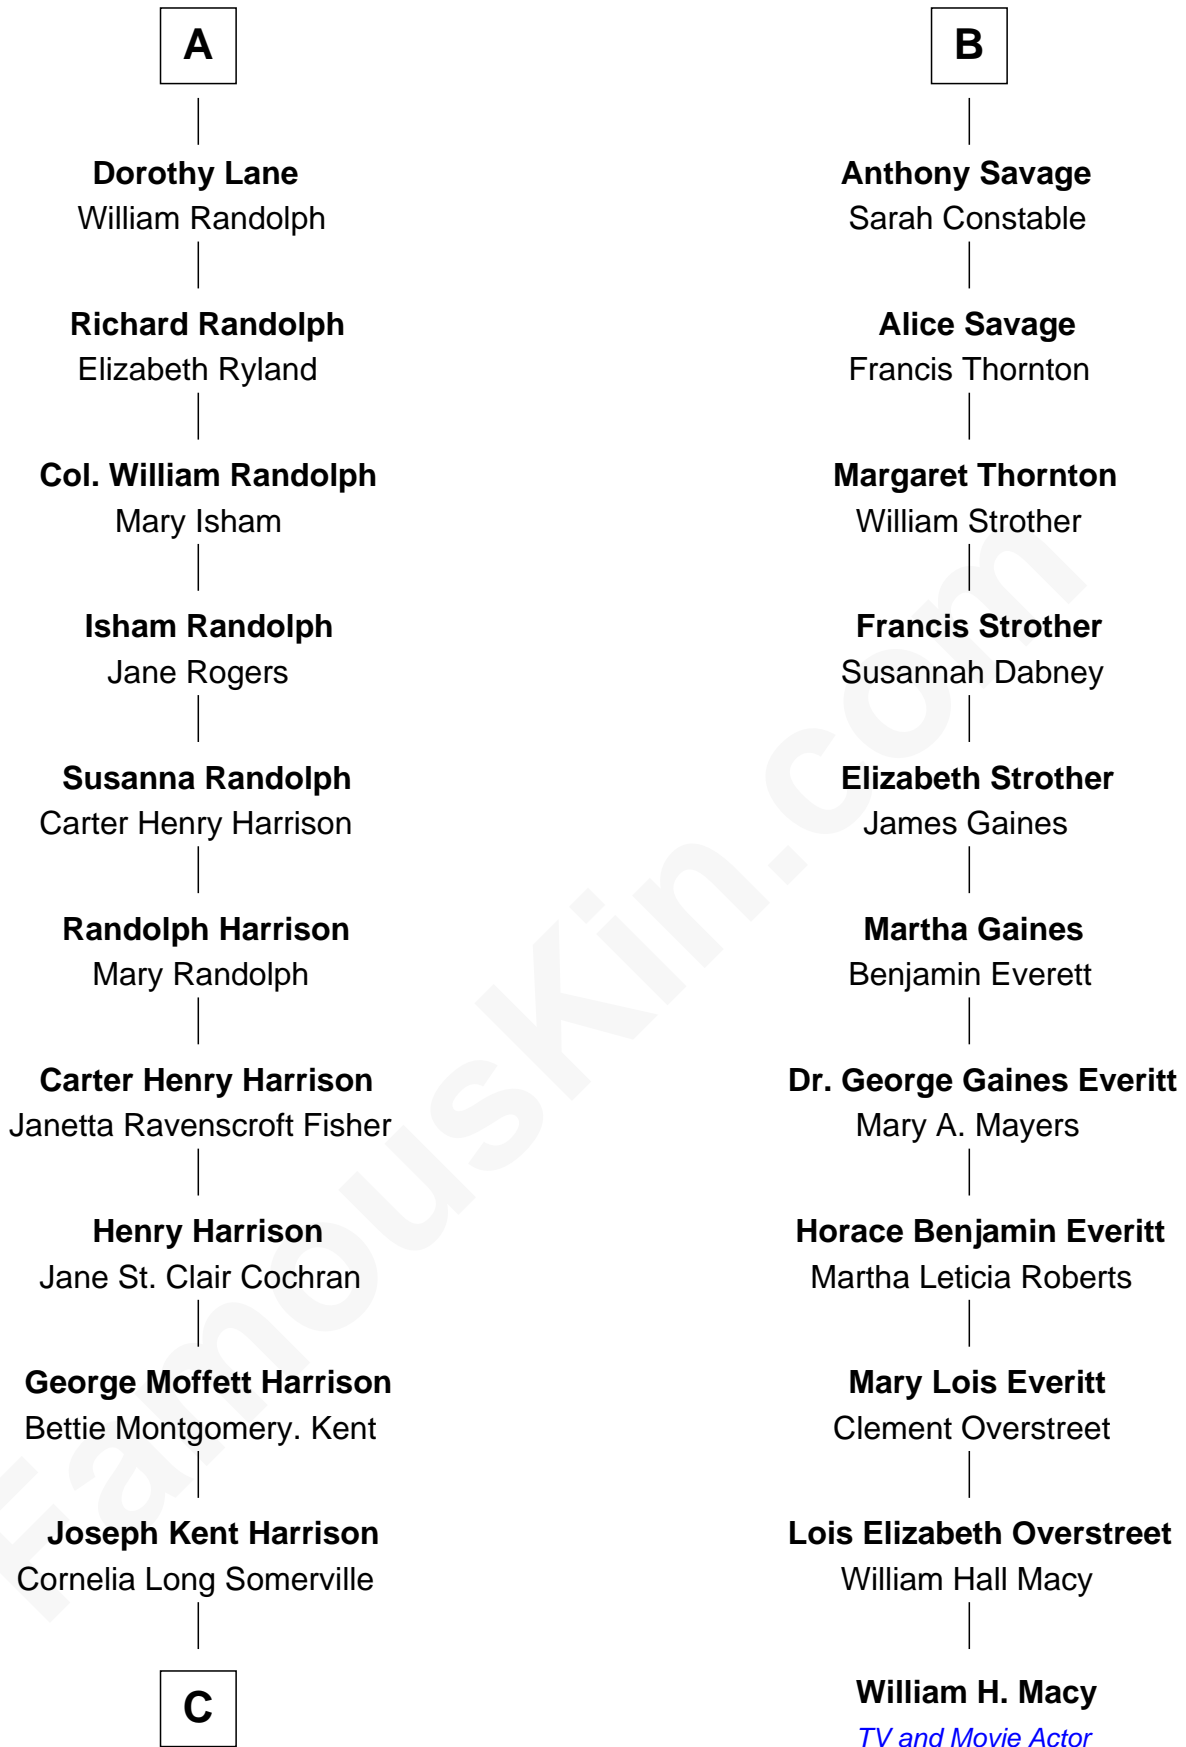 A
Dorothy Lane
William Randolph
Richard Randolph
Elizabeth Ryland
Col. William Randolph
Mary Isham
Isham Randolph
Jane Rogers
Susanna Randolph
Carter Henry Harrison
Randolph Harrison
Mary Randolph
Carter Henry Harrison
Janetta Ravenscroft Fisher
Henry Harrison
Jane St. Clair Cochran
George Moffett Harrison
Bettie Montgomery. Kent
Joseph Kent Harrison
Cornelia Long Somerville
C
B
Anthony Savage
Sarah Constable
Alice Savage
Francis Thornton
Margaret Thornton
William Strother
Francis Strother
Susannah Dabney
Elizabeth Strother
James Gaines
Martha Gaines
Benjamin Everett
Dr. George Gaines Everitt
Mary A. Mayers
Horace Benjamin Everitt
Martha Leticia Roberts
Mary Lois Everitt
Clement Overstreet
Lois Elizabeth Overstreet
William Hall Macy
William H. Macy
TV and Movie Actor
FamousKin.com